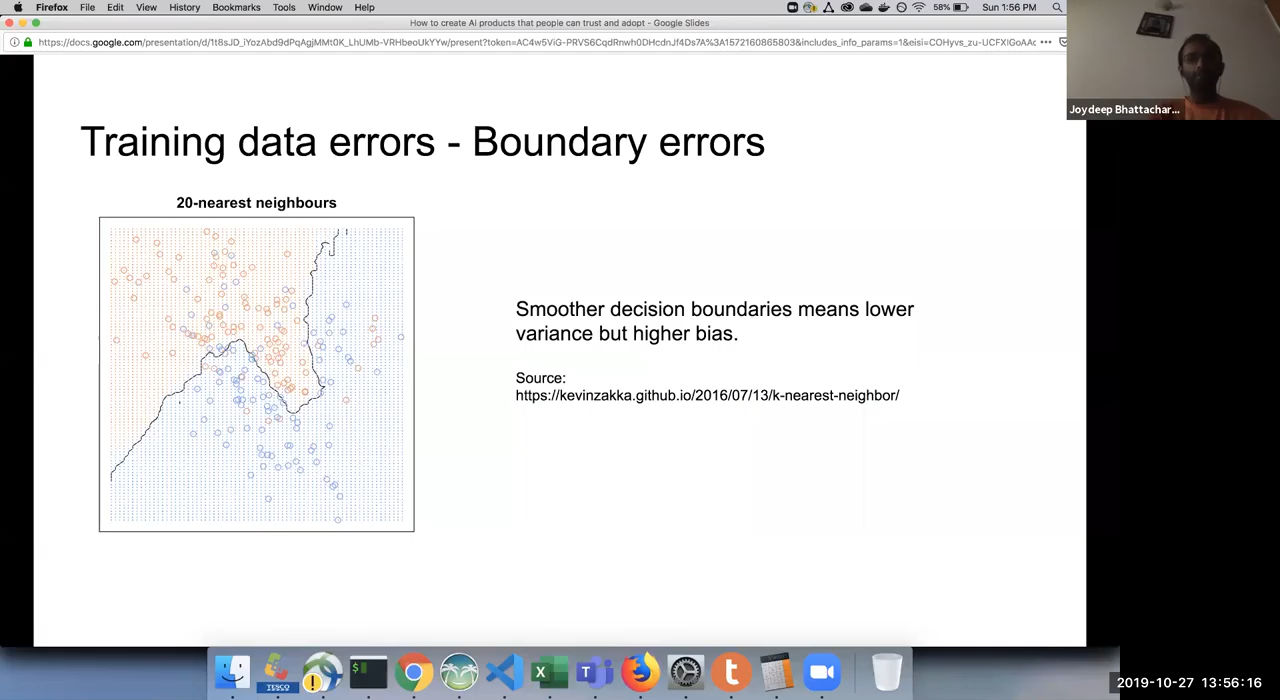 Firefox File Edit View History Bookmarks Tools Window Help 58% Sun 1:56 PM
How to create AI products that people can trust and adopt - Google Slides
Joydeep Bhattachar...
Training data errors - Boundary errors
20-nearest neighbours
Smoother decision boundaries means lower
variance but higher bias.
Source:
https://kevinzakka.github.io/2016/07/13/k-nearest-neighbor/
2019-10-27 13:56:16